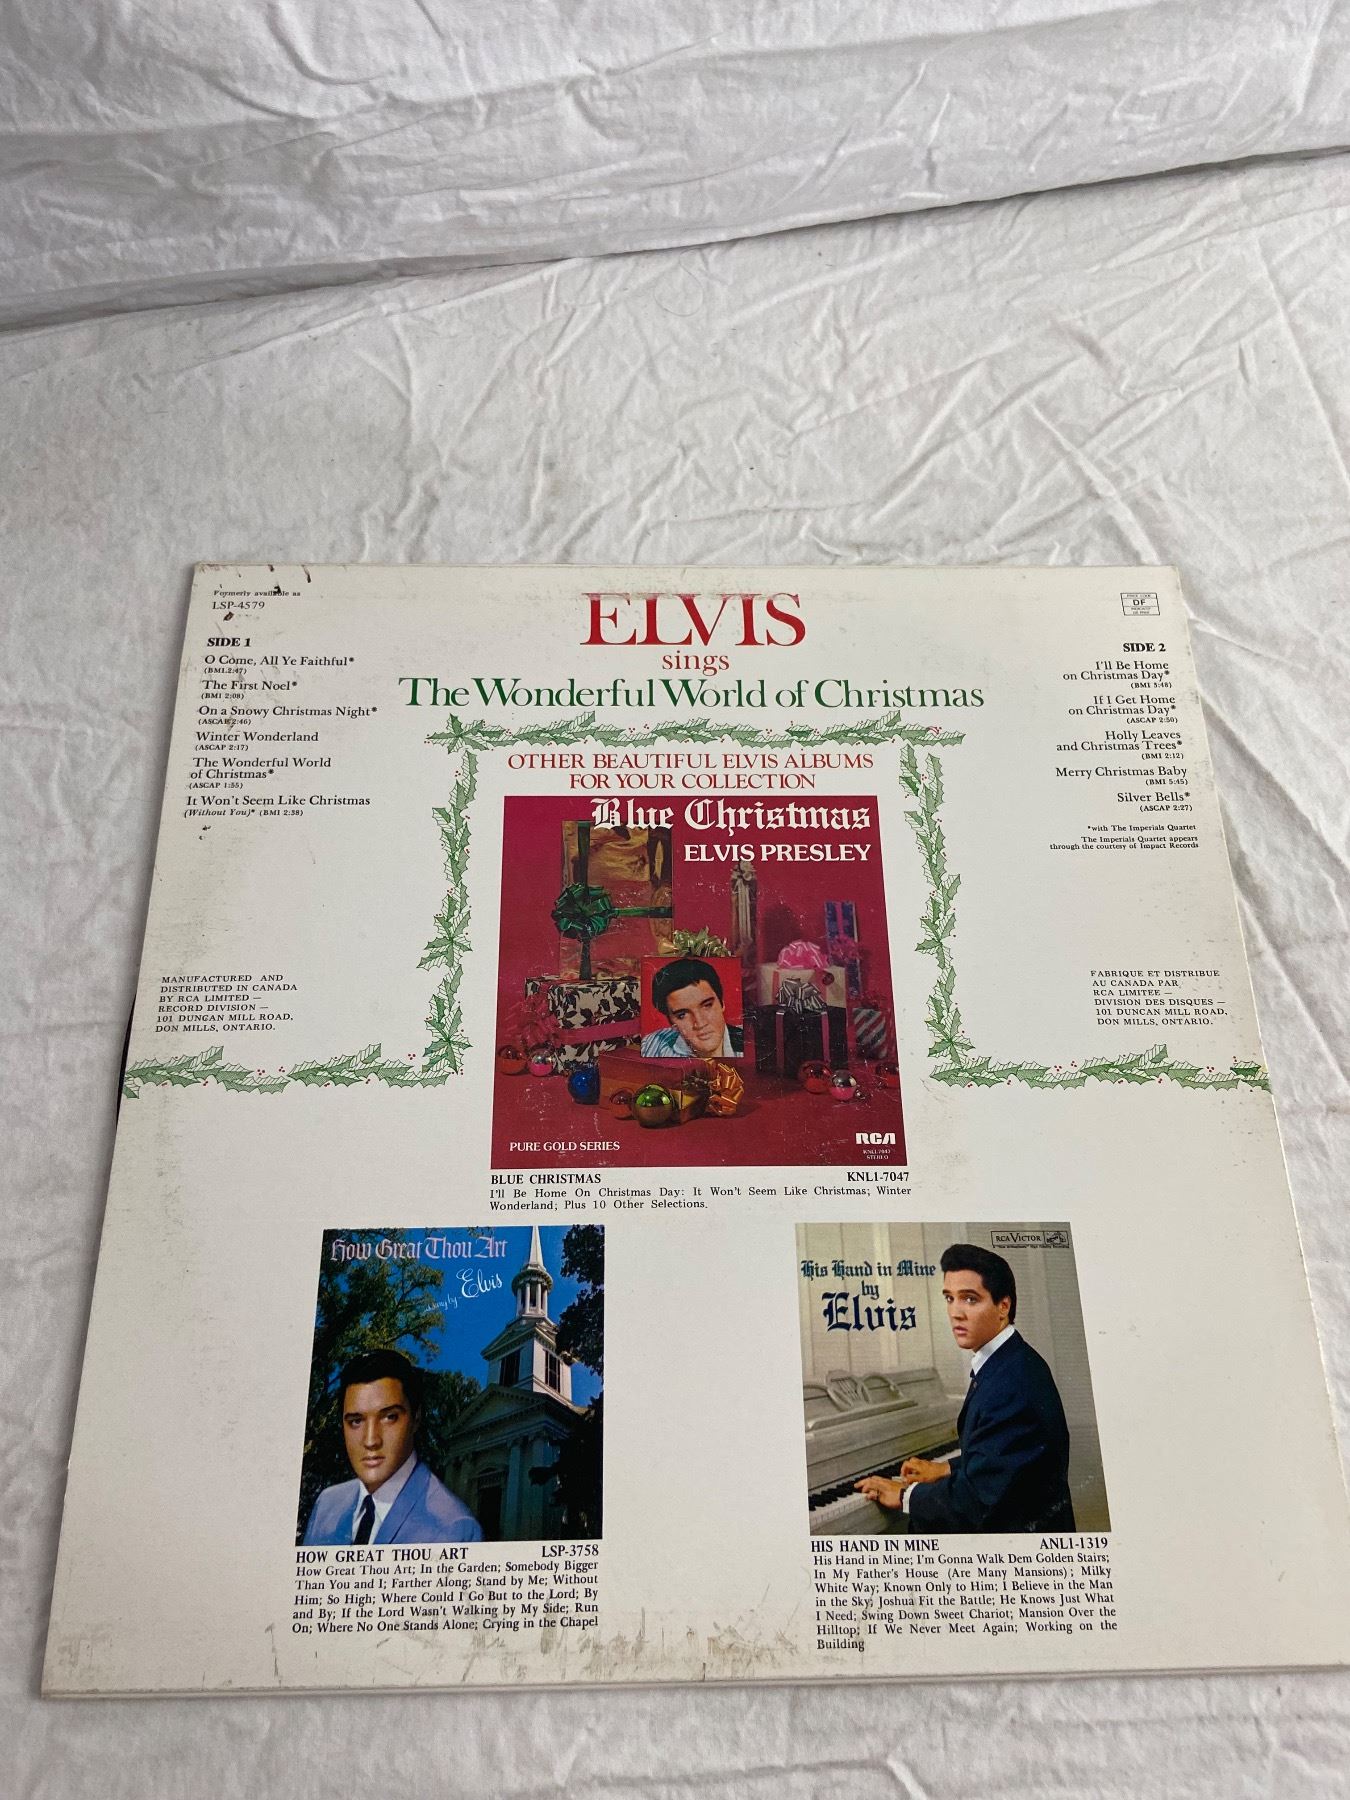 Formerly available as
LSP-4579
ELVIS
sings
The Wonderful World of Christmas
DF
SIDE 1
O Come, All Ye Faithful*
(BMI 2:47)
The First Noel*
(BMI 2:08)
On a Snowy Christmas Night*
(ASCAP 2:46)
Winter Wonderland
(ASCAP 2:17)
The Wonderful World
of Christmas*
(ASCAP 1:55)
It Won't Seem Like Christmas
(Without You)* (BMI 2:38)
SIDE 2
I'll Be Home
on Christmas Day*
(BMI 3:48)
If I Get Home
on Christmas Day*
(ASCAP 2:50)
Holly Leaves
and Christmas Trees*
(BMI 2:12)
Merry Christmas Baby
(BMI 5:45)
Silver Bells*
(ASCAP 2:27)
*with The Imperials Quartet
The Imperials Quartet appears
through the courtesy of Impact Records
OTHER BEAUTIFUL ELVIS ALBUMS
FOR YOUR COLLECTION
Blue Christmas
ELVIS PRESLEY
PURE GOLD SERIES
RCA
KNL1-7047
STEREO
MANUFACTURED AND
DISTRIBUTED IN CANADA
BY RCA LIMITED —
RECORD DIVISION —
101 DUNCAN MILL ROAD,
DON MILLS, ONTARIO.
FABRIQUE ET DISTRIBUE
AU CANADA PAR
RCA LIMITEE —
DIVISION DES DISQUES —
101 DUNCAN MILL ROAD,
DON MILLS, ONTARIO.
BLUE CHRISTMAS KNL1-7047
I'll Be Home On Christmas Day: It Won't Seem Like Christmas; Winter
Wonderland; Plus 10 Other Selections.
How Great Thou Art
as sung by Elvis
HOW GREAT THOU ART LSP-3758
How Great Thou Art; In the Garden; Somebody Bigger
Than You and I; Farther Along; Stand by Me; Without
Him; So High; Where Could I Go But to the Lord; By
and By; If the Lord Wasn't Walking by My Side; Run
On; Where No One Stands Alone; Crying in the Chapel
RCA VICTOR
His Hand in Mine
by
Elvis
HIS HAND IN MINE ANL1-1319
His Hand in Mine; I'm Gonna Walk Dem Golden Stairs;
In My Father's House (Are Many Mansions); Milky
White Way; Known Only to Him; I Believe in the Man
in the Sky; Joshua Fit the Battle; He Knows Just What
I Need; Swing Down Sweet Chariot; Mansion Over the
Hilltop; If We Never Meet Again; Working on the
Building